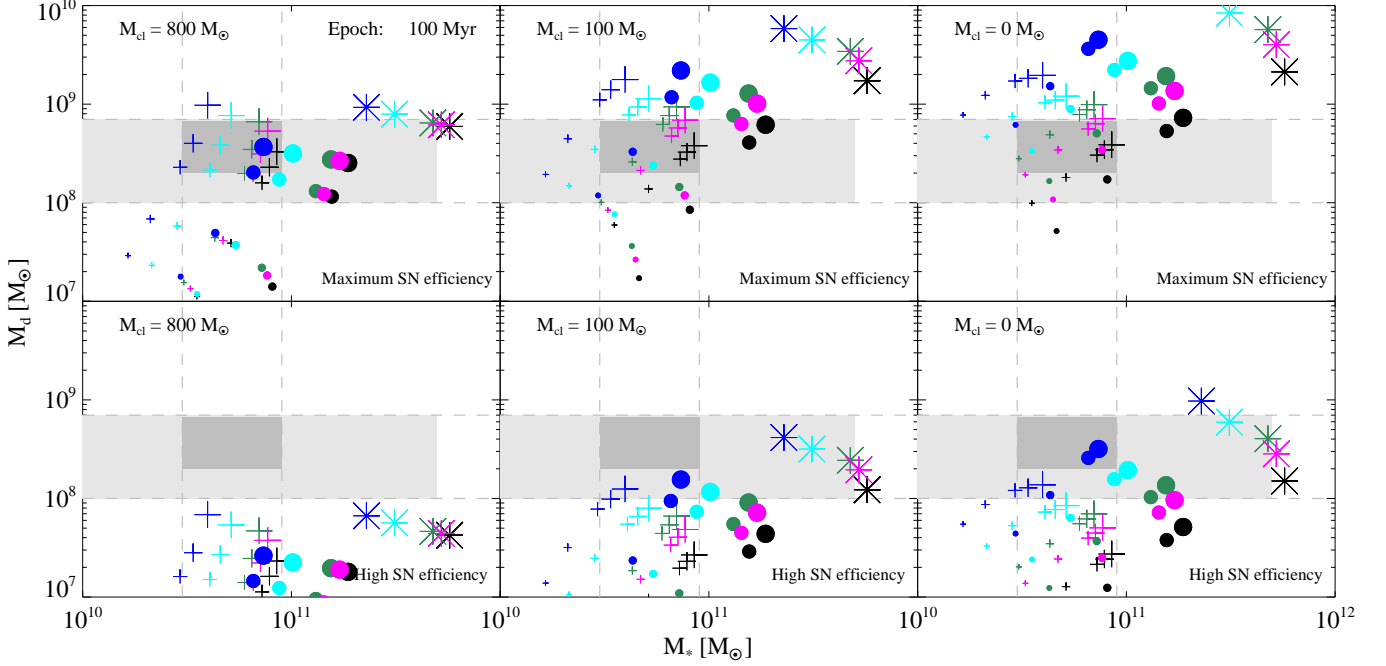 M_cl = 800 M_⊙ Epoch: 100 Myr
M_cl = 100 M_⊙
M_cl = 0 M_⊙
10^10
10^9
10^8
10^7
Maximum SN efficiency
Maximum SN efficiency
Maximum SN efficiency
M_d [M_⊙]
M_cl = 800 M_⊙
M_cl = 100 M_⊙
M_cl = 0 M_⊙
10^9
10^8
10^7
High SN efficiency
High SN efficiency
High SN efficiency
10^10 10^11 10^10 10^11 10^10 10^11 10^12
M_* [M_⊙]